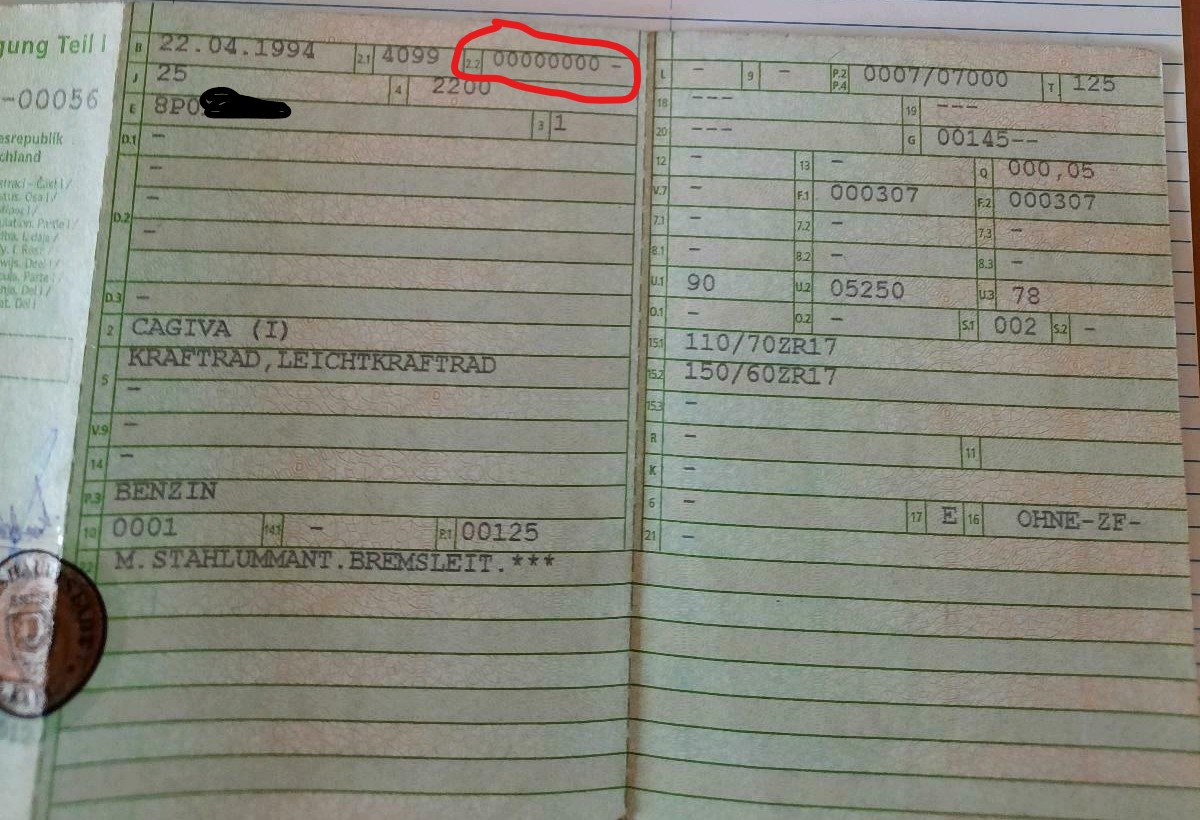 gung Teil I
-00056
esrepublik
chland
B 22.04.1994 2.1 4099 2.2 00000000 -
J 25 4 2200
E 8P0 3 1
D.1 -
-
D.2 -
-
D.3 -
2 CAGIVA (I)
5 KRAFTRAD,LEICHTKRAFTRAD
-
V.9 -
14 -
P.3 BENZIN
10 0001 14.1 - P.1 00125
22 M.STAHLUMMANT.BREMSLEIT.***
L - 9 - P.2 P.4 0007/07000 T 125
18 --- 19 ---
20 --- G 00145--
12 - 13 - Q 000,05
V.7 - F.1 000307 F.2 000307
7.1 - 7.2 - 7.3 -
8.1 - 8.2 - 8.3 -
U.1 90 U.2 05250 U.3 78
O.1 - O.2 - S.1 002 S.2 -
15.1 110/70ZR17
15.2 150/60ZR17
15.3 -
R - 11
K -
6 - 17 E 16 OHNE-ZF-
21 -